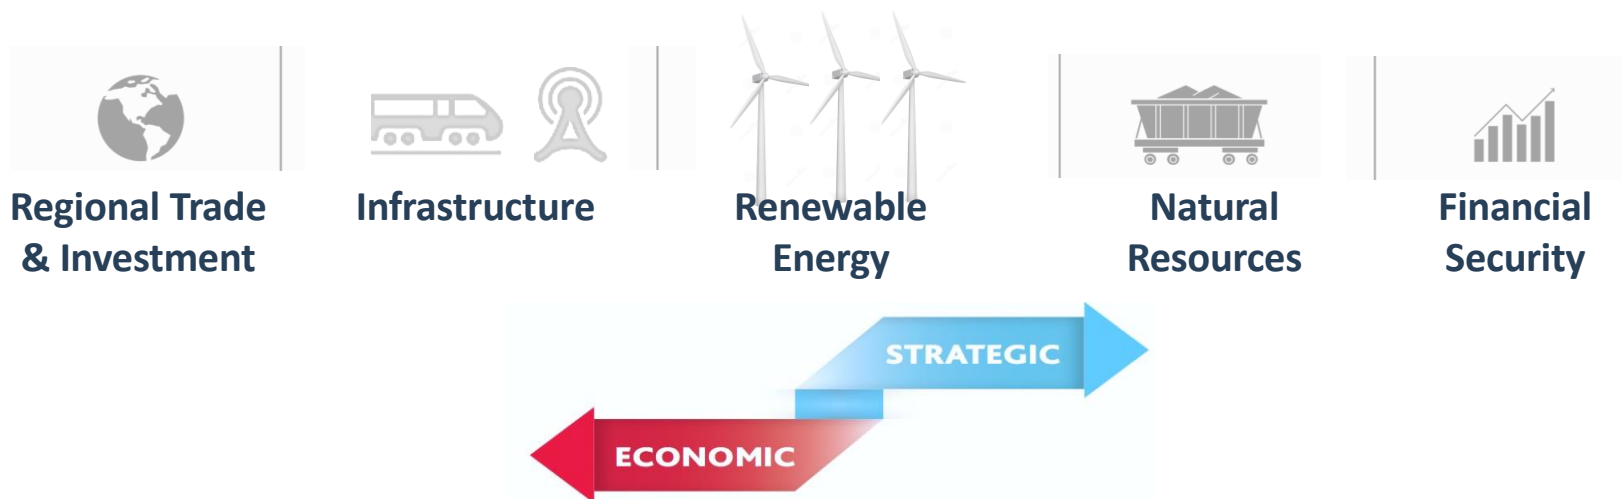 Regional Trade
& Investment
Infrastructure
Renewable
Energy
Natural
Resources
Financial
Security
STRATEGIC
ECONOMIC